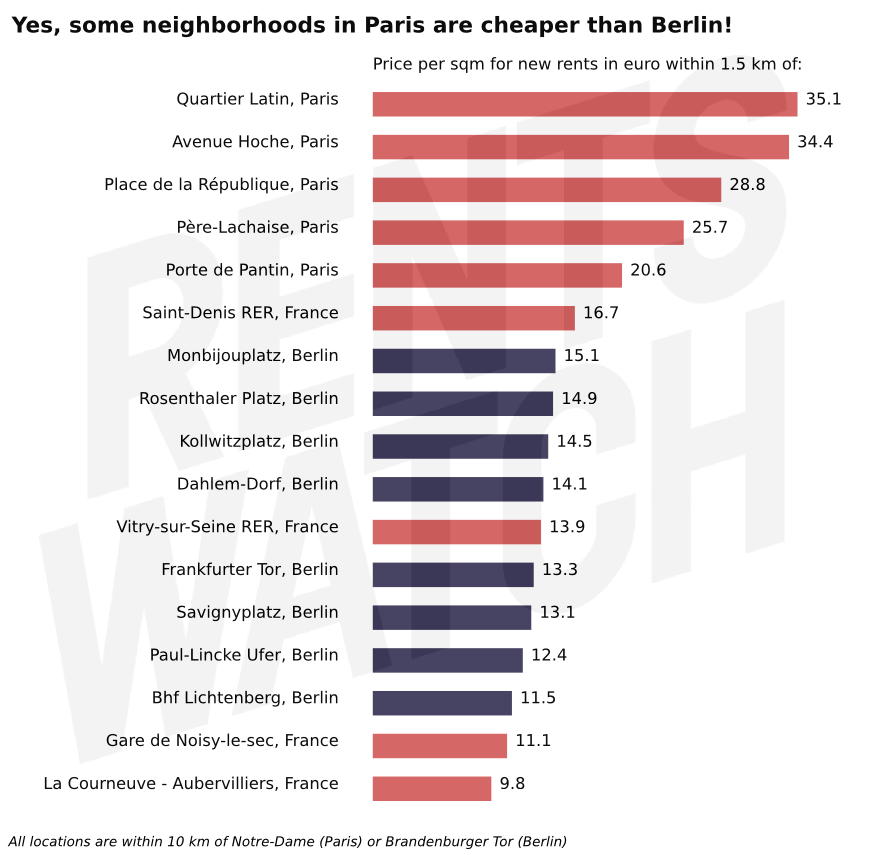 Yes, some neighborhoods in Paris are cheaper than Berlin!
Price per sqm for new rents in euro within 1.5 km of:
Quartier Latin, Paris 35.1
Avenue Hoche, Paris 34.4
Place de la République, Paris 28.8
Père-Lachaise, Paris 25.7
Porte de Pantin, Paris 20.6
Saint-Denis RER, France 16.7
Monbijouplatz, Berlin 15.1
Rosenthaler Platz, Berlin 14.9
Kollwitzplatz, Berlin 14.5
Dahlem-Dorf, Berlin 14.1
Vitry-sur-Seine RER, France 13.9
Frankfurter Tor, Berlin 13.3
Savignyplatz, Berlin 13.1
Paul-Lincke Ufer, Berlin 12.4
Bhf Lichtenberg, Berlin 11.5
Gare de Noisy-le-sec, France 11.1
La Courneuve - Aubervilliers, France 9.8
All locations are within 10 km of Notre-Dame (Paris) or Brandenburger Tor (Berlin)
RENTS
WATCH